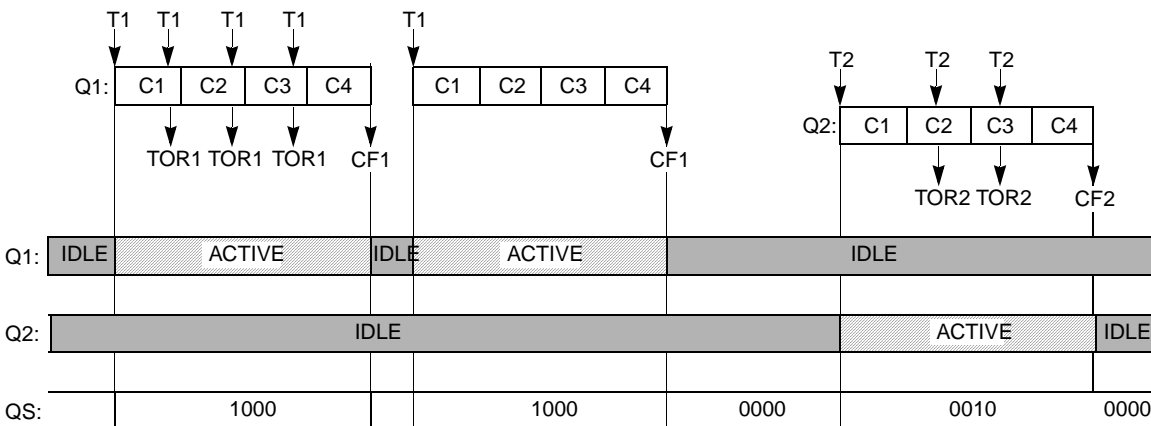 T1 T1 T1 T1 T1
Q1: C1 C2 C3 C4 C1 C2 C3 C4
T2 T2 T2
Q2: C1 C2 C3 C4
TOR1 TOR1 TOR1 CF1 CF1
TOR2 TOR2 CF2
Q1: IDLE ACTIVE IDLE ACTIVE IDLE
Q2: IDLE ACTIVE IDLE
QS: 1000 1000 0000 0010 0000